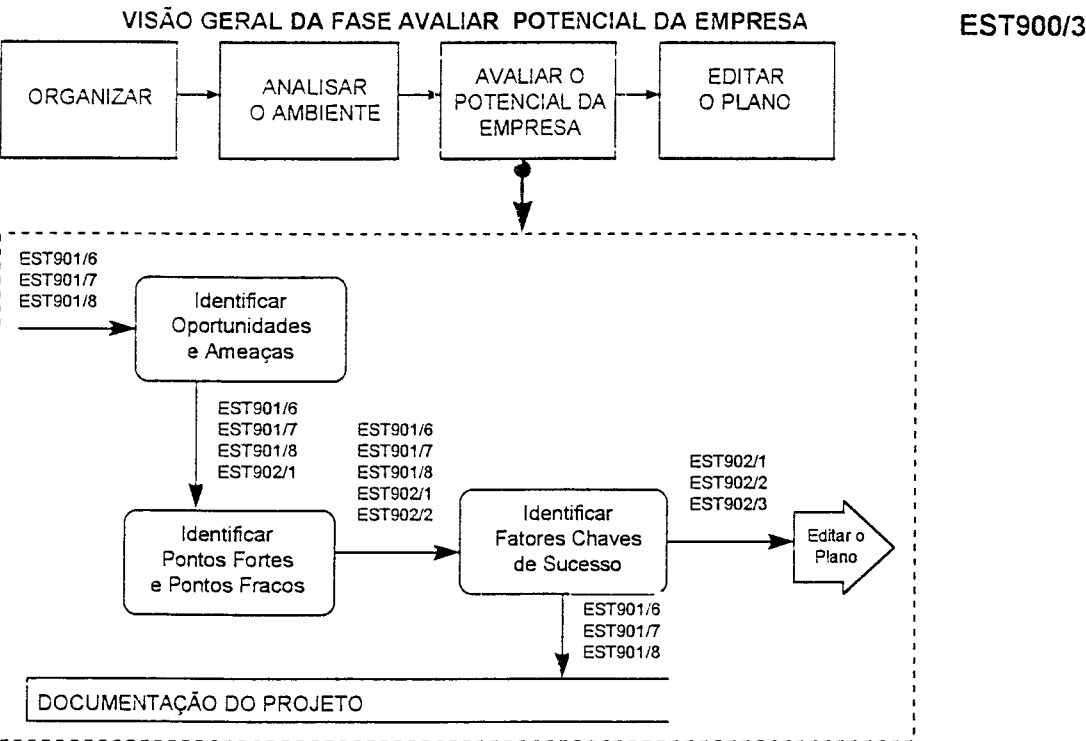 VISÃO GERAL DA FASE AVALIAR POTENCIAL DA EMPRESA
EST900/3
ORGANIZAR
ANALISAR
O AMBIENTE
AVALIAR O
POTENCIAL DA
EMPRESA
EDITAR
O PLANO
EST901/6
EST901/7
EST901/8
Identificar
Oportunidades
e Ameaças
EST901/6
EST901/7
EST901/8
EST902/1
EST901/6
EST901/7
EST901/8
EST902/1
EST902/2
EST902/1
EST902/2
EST902/3
Identificar
Pontos Fortes
e Pontos Fracos
Identificar
Fatores Chaves
de Sucesso
Editar o
Plano
EST901/6
EST901/7
EST901/8
DOCUMENTAÇÃO DO PROJETO